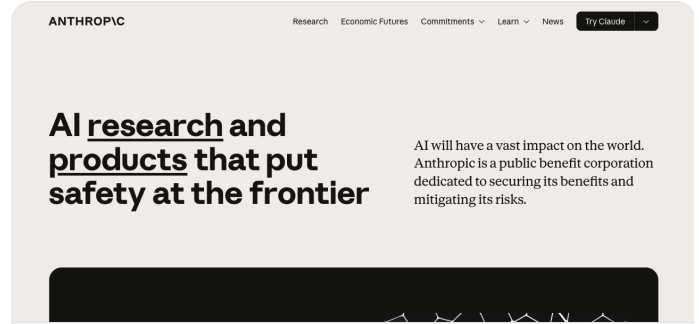 ANTHROP\C
Research Economic Futures Commitments Learn News Try Claude
AI research and
products that put
safety at the frontier
AI will have a vast impact on the world.
Anthropic is a public benefit corporation
dedicated to securing its benefits and
mitigating its risks.